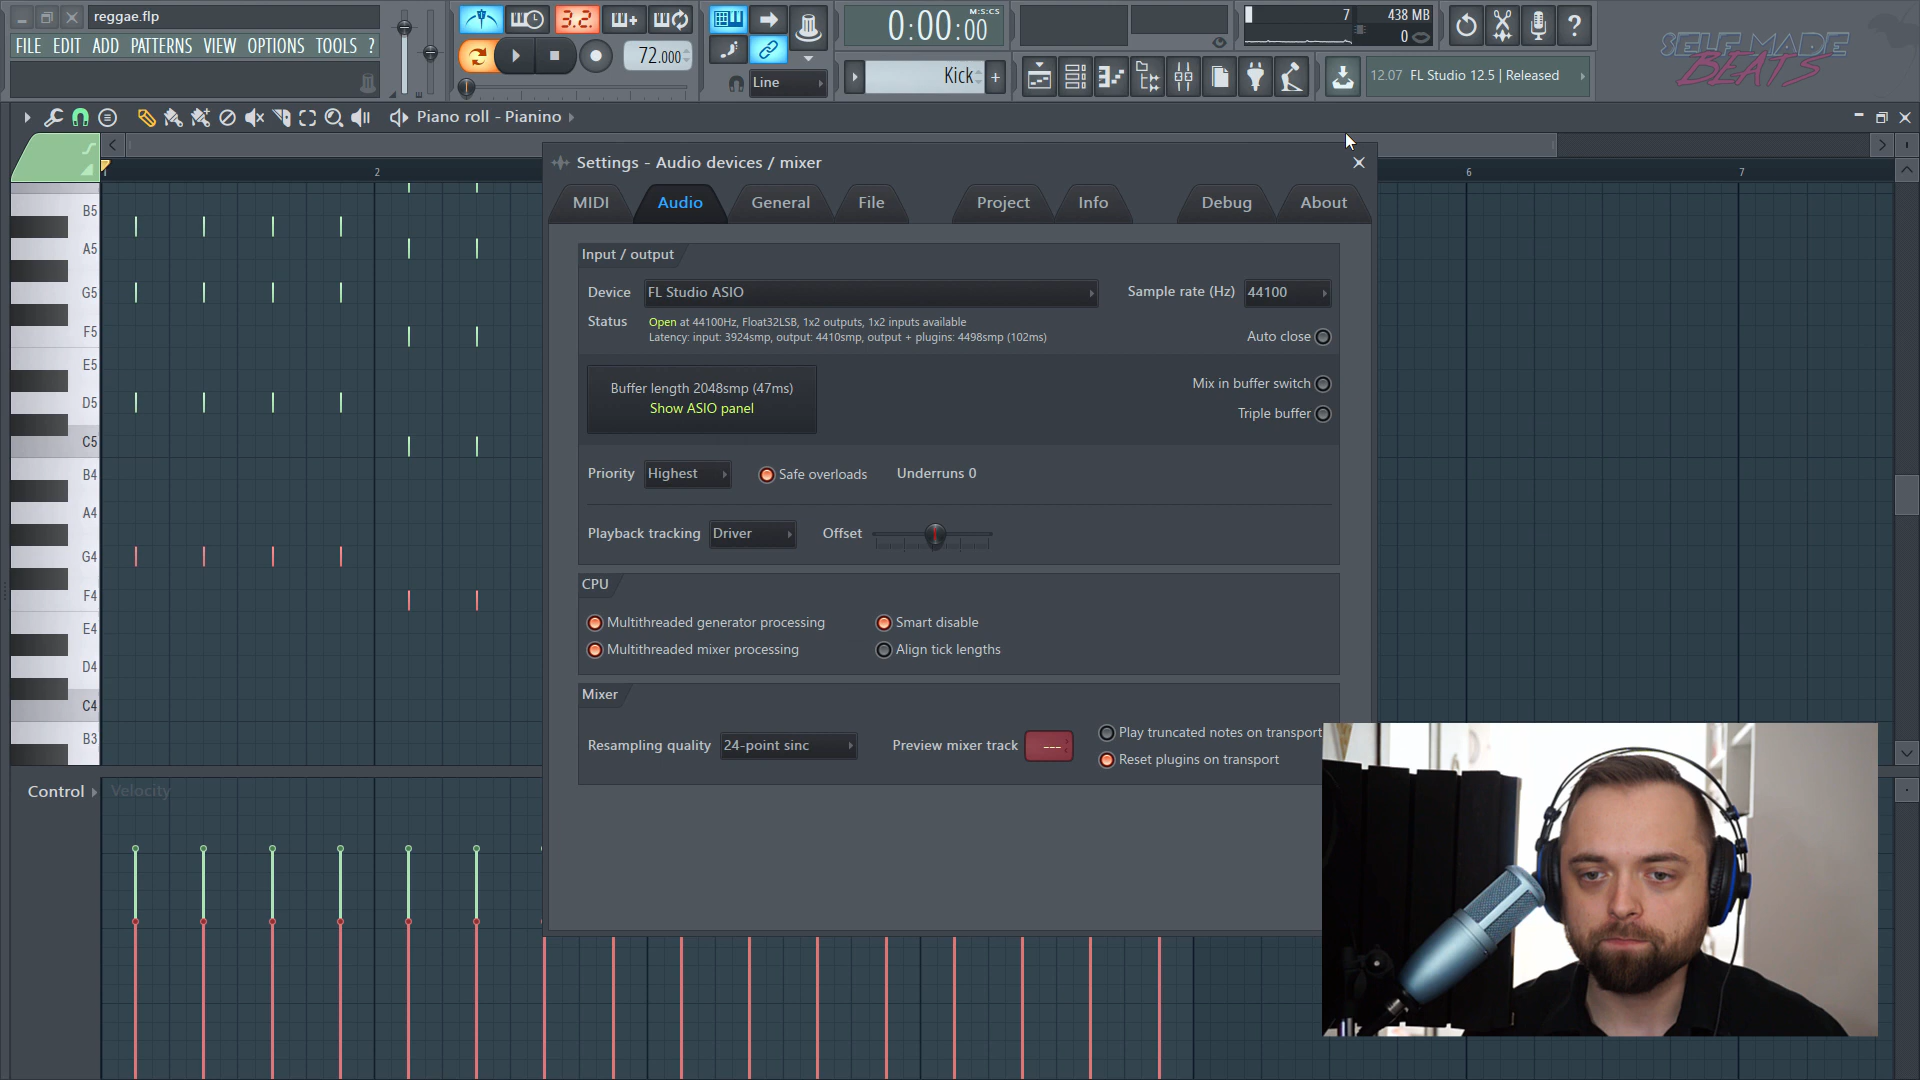 reggae.flp
FILE EDIT ADD PATTERNS VIEW OPTIONS TOOLS ?
3.2.
72.000
Line
0:00:00
M:S:CS
Kick
7
438 MB
0
12.07 FL Studio 12.5 | Released
SELF MADE
BEATS
Piano roll - Pianino
2
6
7
B5
A5
G5
F5
E5
D5
C5
B4
A4
G4
F4
E4
D4
C4
B3
Control
Velocity
Settings - Audio devices / mixer
MIDI
Audio
General
File
Project
Info
Debug
About
Input / output
Device
FL Studio ASIO
Sample rate (Hz)
44100
Status
Open at 44100Hz, Float32LSB, 1x2 outputs, 1x2 inputs available
Latency: input: 3924smp, output: 4410smp, output + plugins: 4498smp (102ms)
Auto close
Buffer length 2048smp (47ms)
Show ASIO panel
Mix in buffer switch
Triple buffer
Priority
Highest
Safe overloads
Underruns 0
Playback tracking
Driver
Offset
CPU
Multithreaded generator processing
Smart disable
Multithreaded mixer processing
Align tick lengths
Mixer
Resampling quality
24-point sinc
Preview mixer track
---
Play truncated notes on transport
Reset plugins on transport